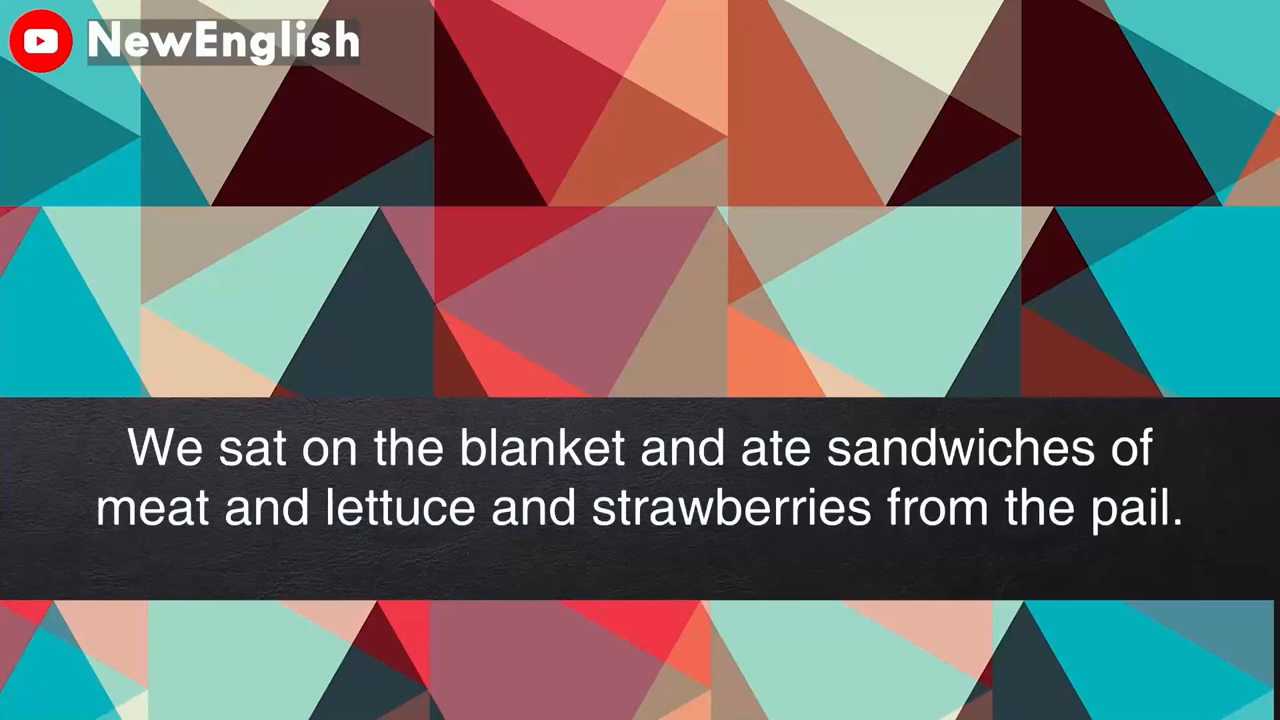 NewEnglish
We sat on the blanket and ate sandwiches of
meat and lettuce and strawberries from the pail.